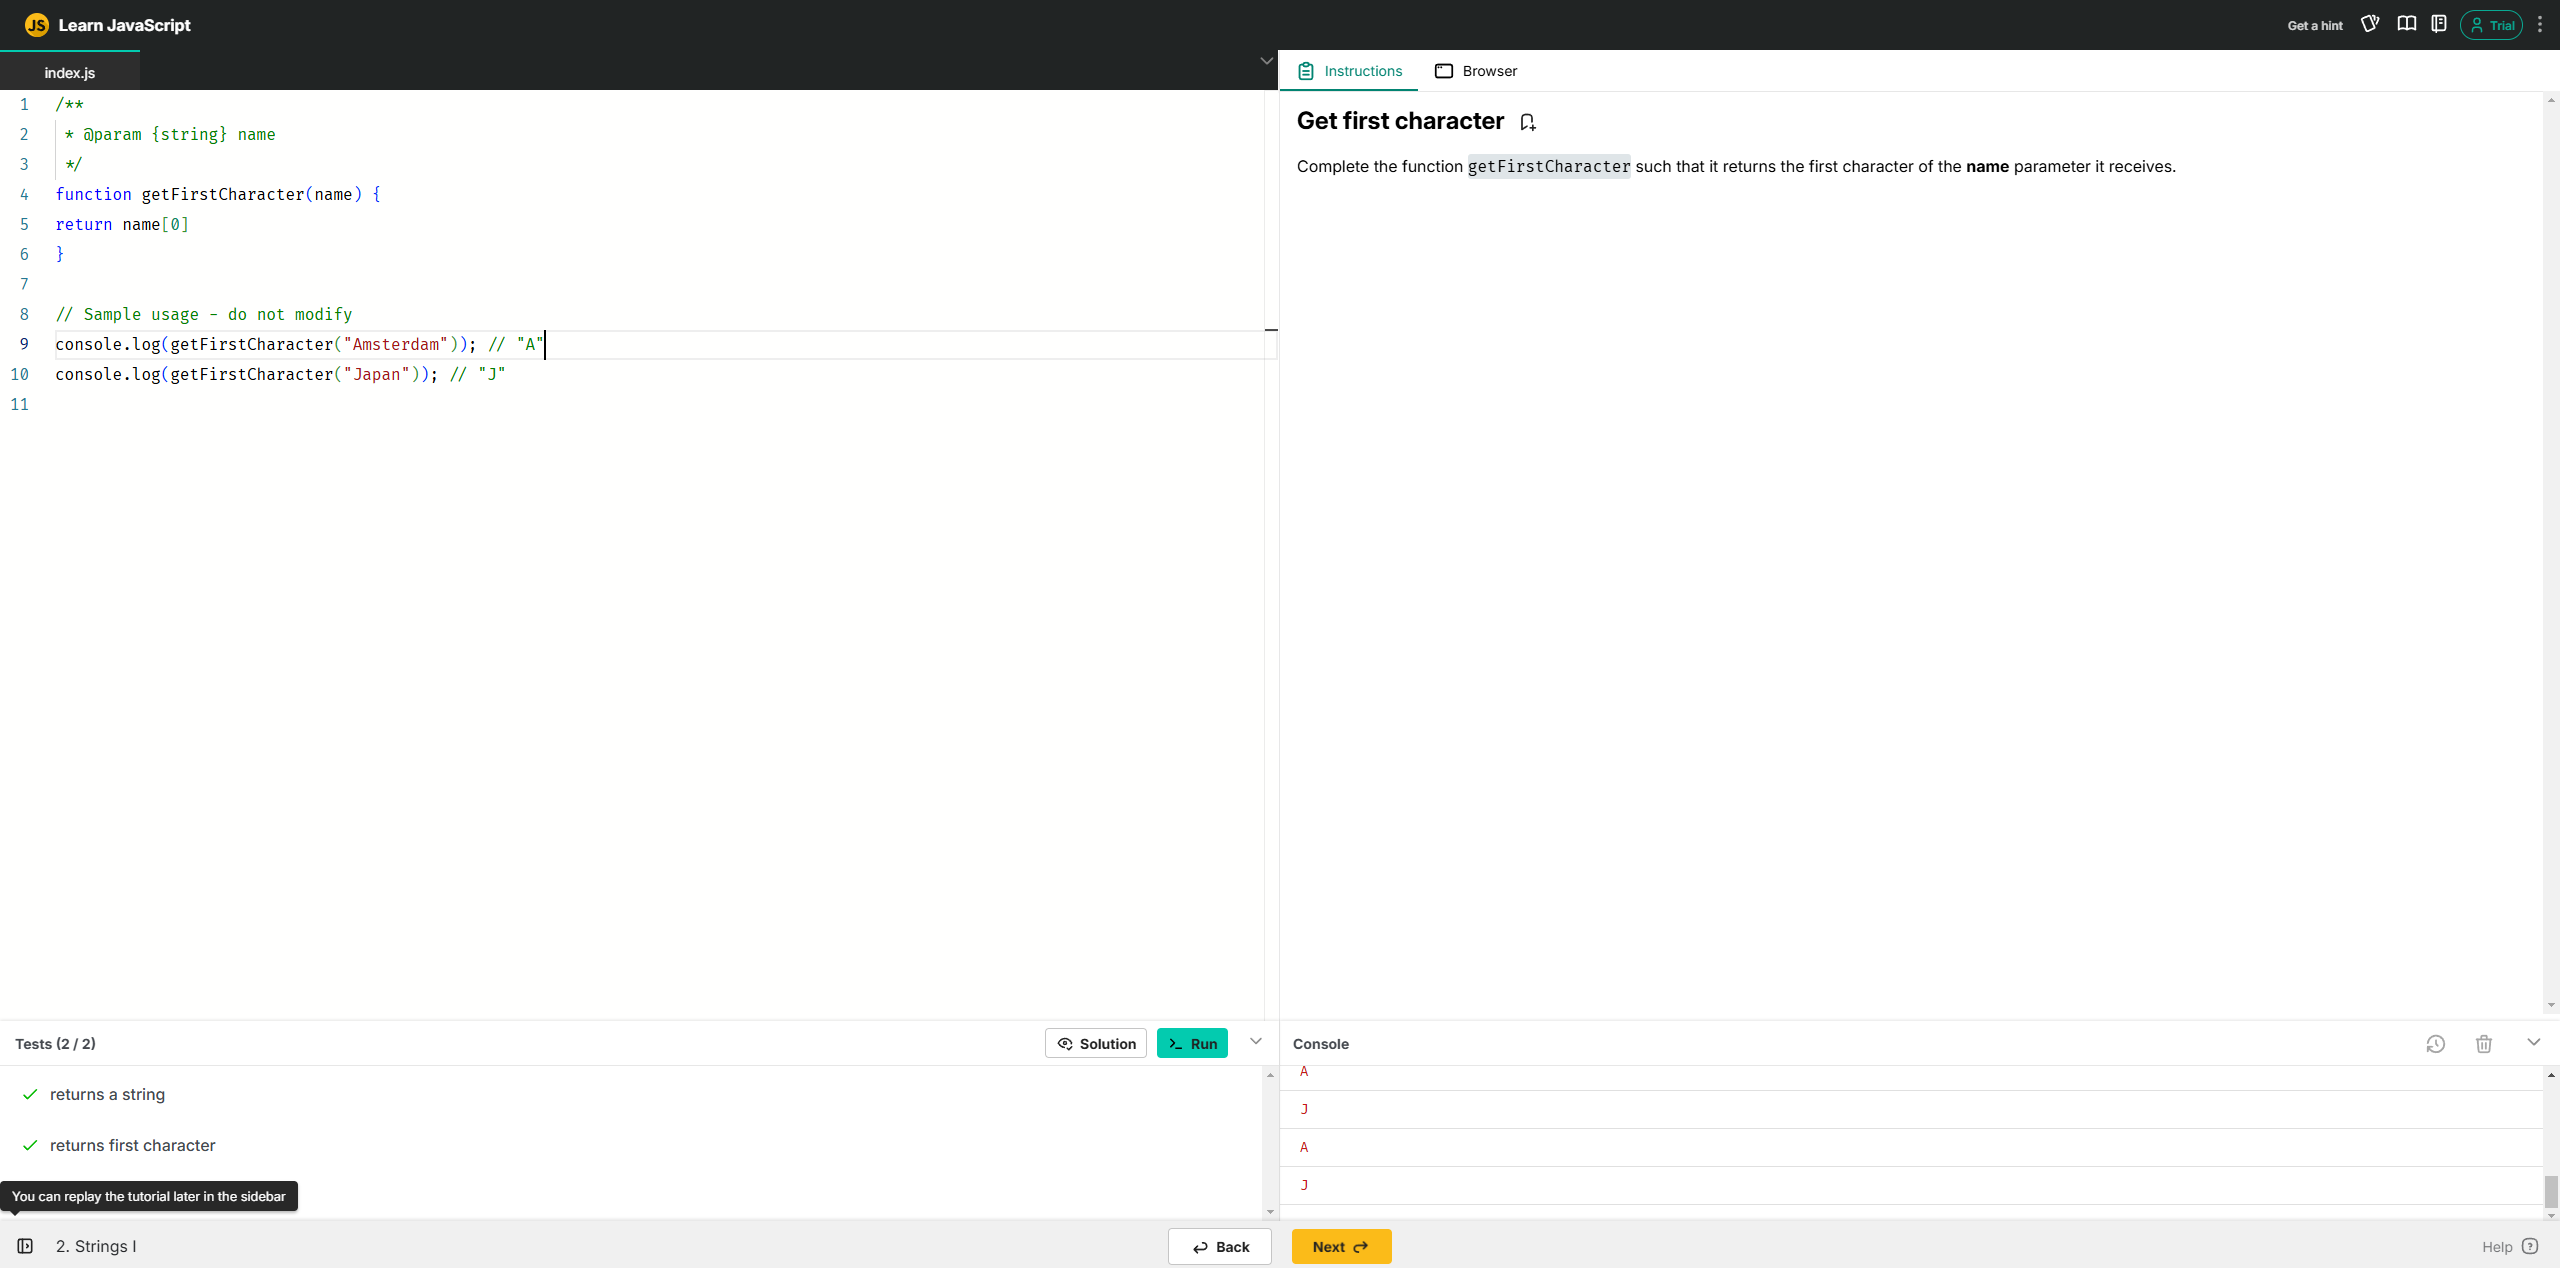 JS Learn JavaScript
Get a hint
Trial
index.js
Instructions
Browser
1 /**
2  * @param {string} name
3  */
4 function getFirstCharacter(name) {
5 return name[0]
6 }
7
8 // Sample usage - do not modify
9 console.log(getFirstCharacter("Amsterdam")); // "A"
10 console.log(getFirstCharacter("Japan")); // "J"
11
Get first character
Complete the function getFirstCharacter such that it returns the first character of the name parameter it receives.
Tests (2 / 2)
Solution
Run
returns a string
returns first character
You can replay the tutorial later in the sidebar
Console
A
J
A
J
2. Strings I
Back
Next
Help